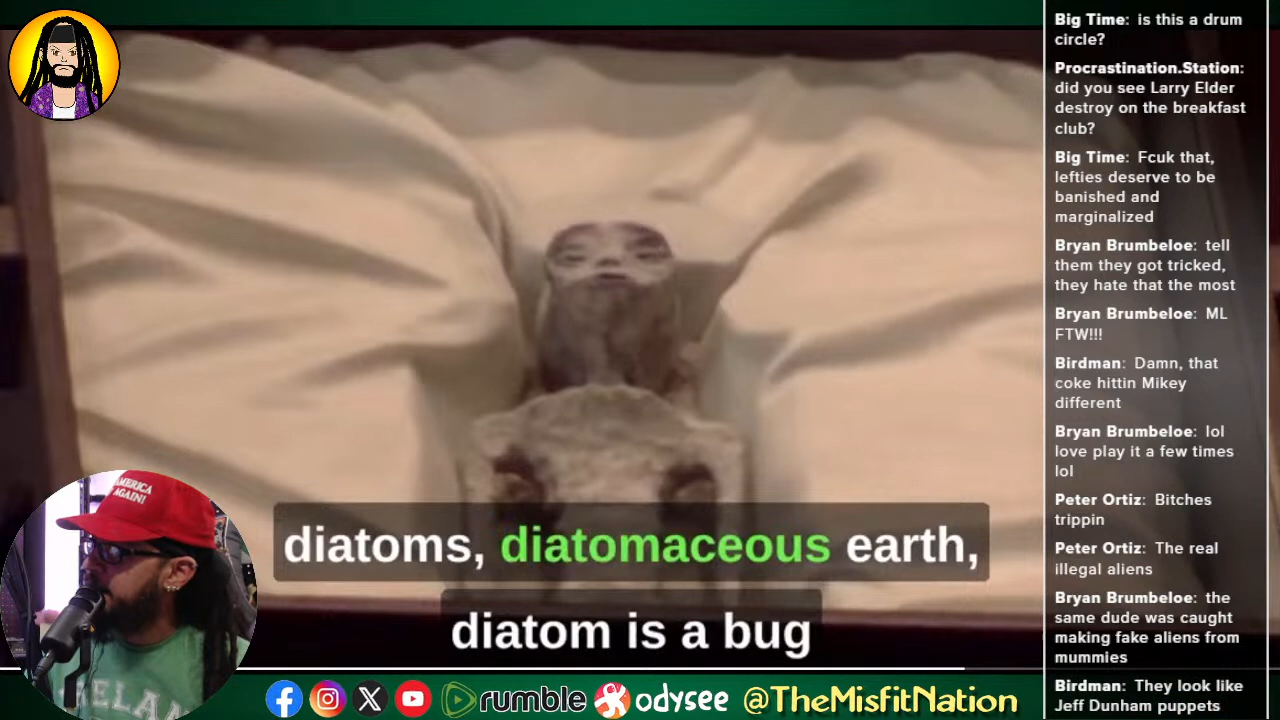 Big Time: is this a drum
circle?
Procrastination.Station:
did you see Larry Elder
destroy on the breakfast
club?
Big Time: Fcuk that,
lefties deserve to be
banished and
marginalized
Bryan Brumbeloe: tell
them they got tricked,
they hate that the most
Bryan Brumbeloe: ML
FTW!!!
Birdman: Damn, that
coke hittin Mikey
different
Bryan Brumbeloe: lol
love play it a few times
lol
Peter Ortiz: Bitches
trippin
Peter Ortiz: The real
illegal aliens
Bryan Brumbeloe: the
same dude was caught
making fake aliens from
mummies
Birdman: They look like
Jeff Dunham puppets
AMERICA
AGAIN!
diatoms, diatomaceous earth,
diatom is a bug
rumble odysee @TheMisfitNation